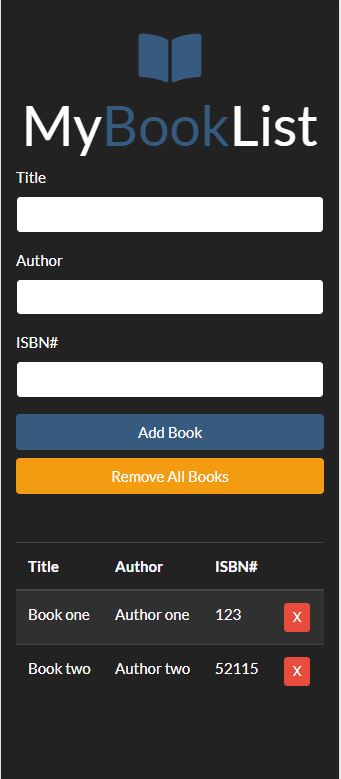 MyBookList
Title
Author
ISBN#
Add Book
Remove All Books
Title Author ISBN#
Book one Author one 123 X
Book two Author two 52115 X